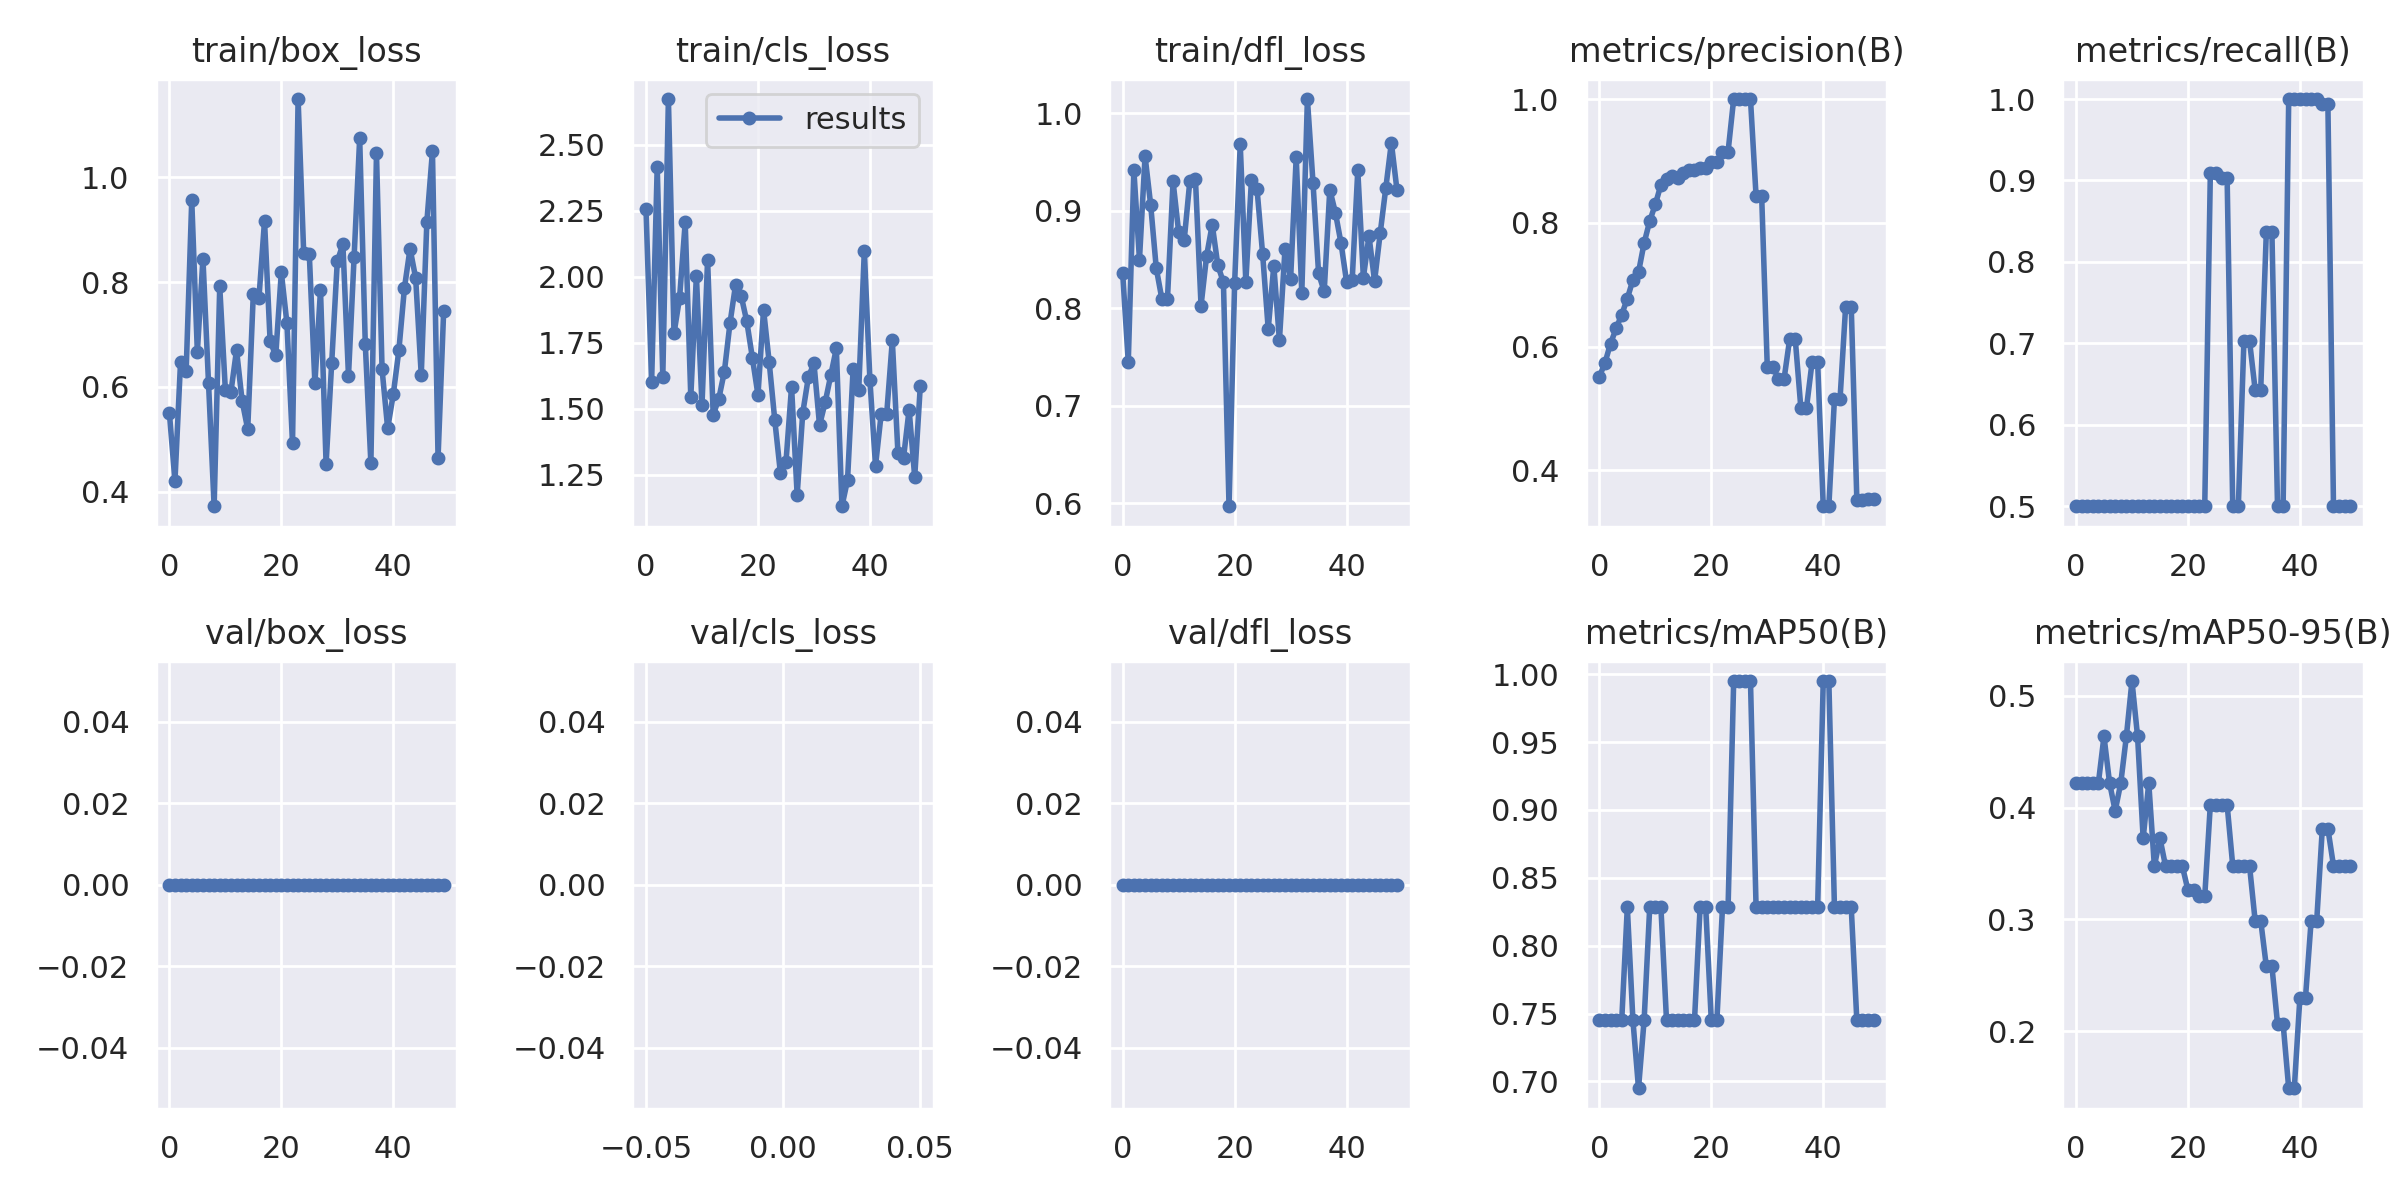 train/box_loss
train/cls_loss
train/dfl_loss
metrics/precision(B)
metrics/recall(B)
1.0
0.8
0.6
0.4
0 20 40
results
2.50
2.25
2.00
1.75
1.50
1.25
0 20 40
1.0
0.9
0.8
0.7
0.6
0 20 40
1.0
0.8
0.6
0.4
0 20 40
1.0
0.9
0.8
0.7
0.6
0.5
0 20 40
val/box_loss
val/cls_loss
val/dfl_loss
metrics/mAP50(B)
metrics/mAP50-95(B)
0.04
0.02
0.00
−0.02
−0.04
0 20 40
0.04
0.02
0.00
−0.02
−0.04
−0.05 0.00 0.05
0.04
0.02
0.00
−0.02
−0.04
0 20 40
1.00
0.95
0.90
0.85
0.80
0.75
0.70
0 20 40
0.5
0.4
0.3
0.2
0 20 40